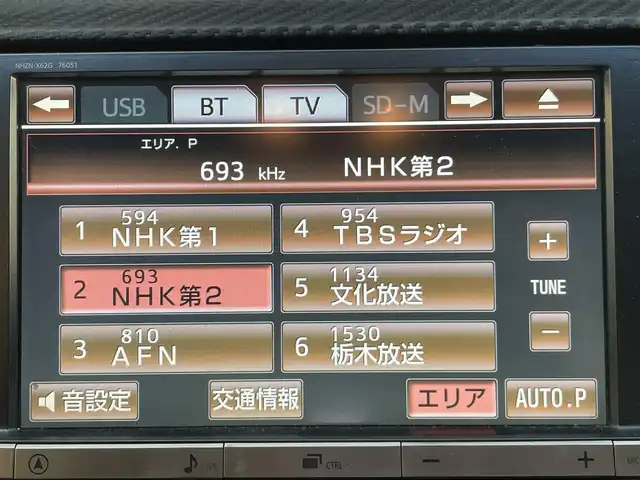 NHZN-X62G 76051
USB BT TV SD-M
エリア. P
693 kHz NHK第2
1 594 NHK第1
2 693 NHK第2
3 810 AFN
4 954 TBSラジオ
5 1134 文化放送
6 1530 栃木放送
+
TUNE
−
音設定 交通情報 エリア AUTO.P
CTRL − +